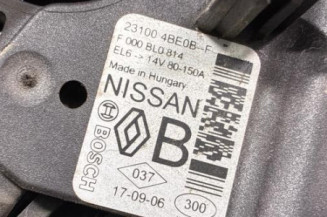 23100 4BE0B-F
F 000 BL0 814
EL6 → 14V 80-150A
Made in Hungary
NISSAN
B
BOSCH
037
17-09-06
300